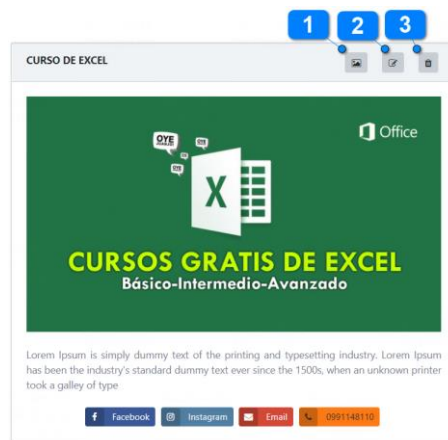 1 2 3
CURSO DE EXCEL
Office
OYE
OYE
X
CURSOS GRATIS DE EXCEL
Básico-Intermedio-Avanzado
Lorem Ipsum is simply dummy text of the printing and typesetting industry. Lorem Ipsum
has been the industry's standard dummy text ever since the 1500s, when an unknown printer
took a galley of type
Facebook Instagram Email 0991148110